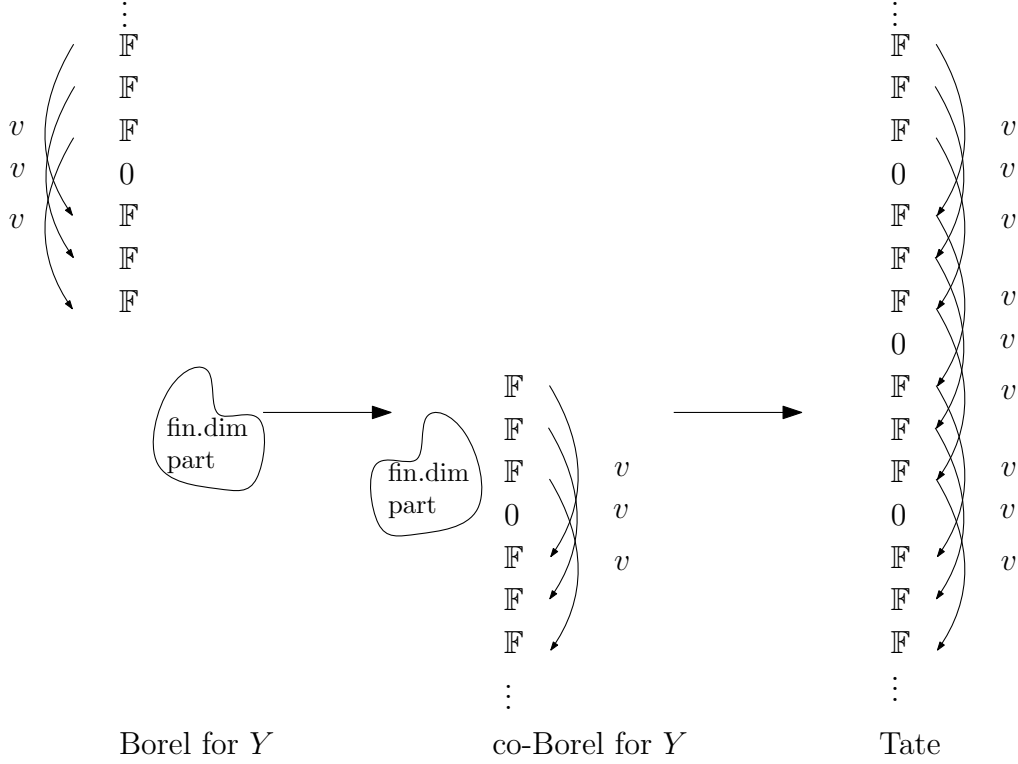 ⋮
𝔽
𝔽
𝔽
0
𝔽
𝔽
𝔽
v
v
v
fin.dim
part
Borel for Y
fin.dim
part
𝔽
𝔽
𝔽
0
𝔽
𝔽
𝔽
⋮
v
v
v
co-Borel for Y
⋮
𝔽
𝔽
𝔽
0
𝔽
𝔽
𝔽
0
𝔽
𝔽
𝔽
0
𝔽
𝔽
𝔽
⋮
v
v
v
v
v
v
v
v
v
Tate